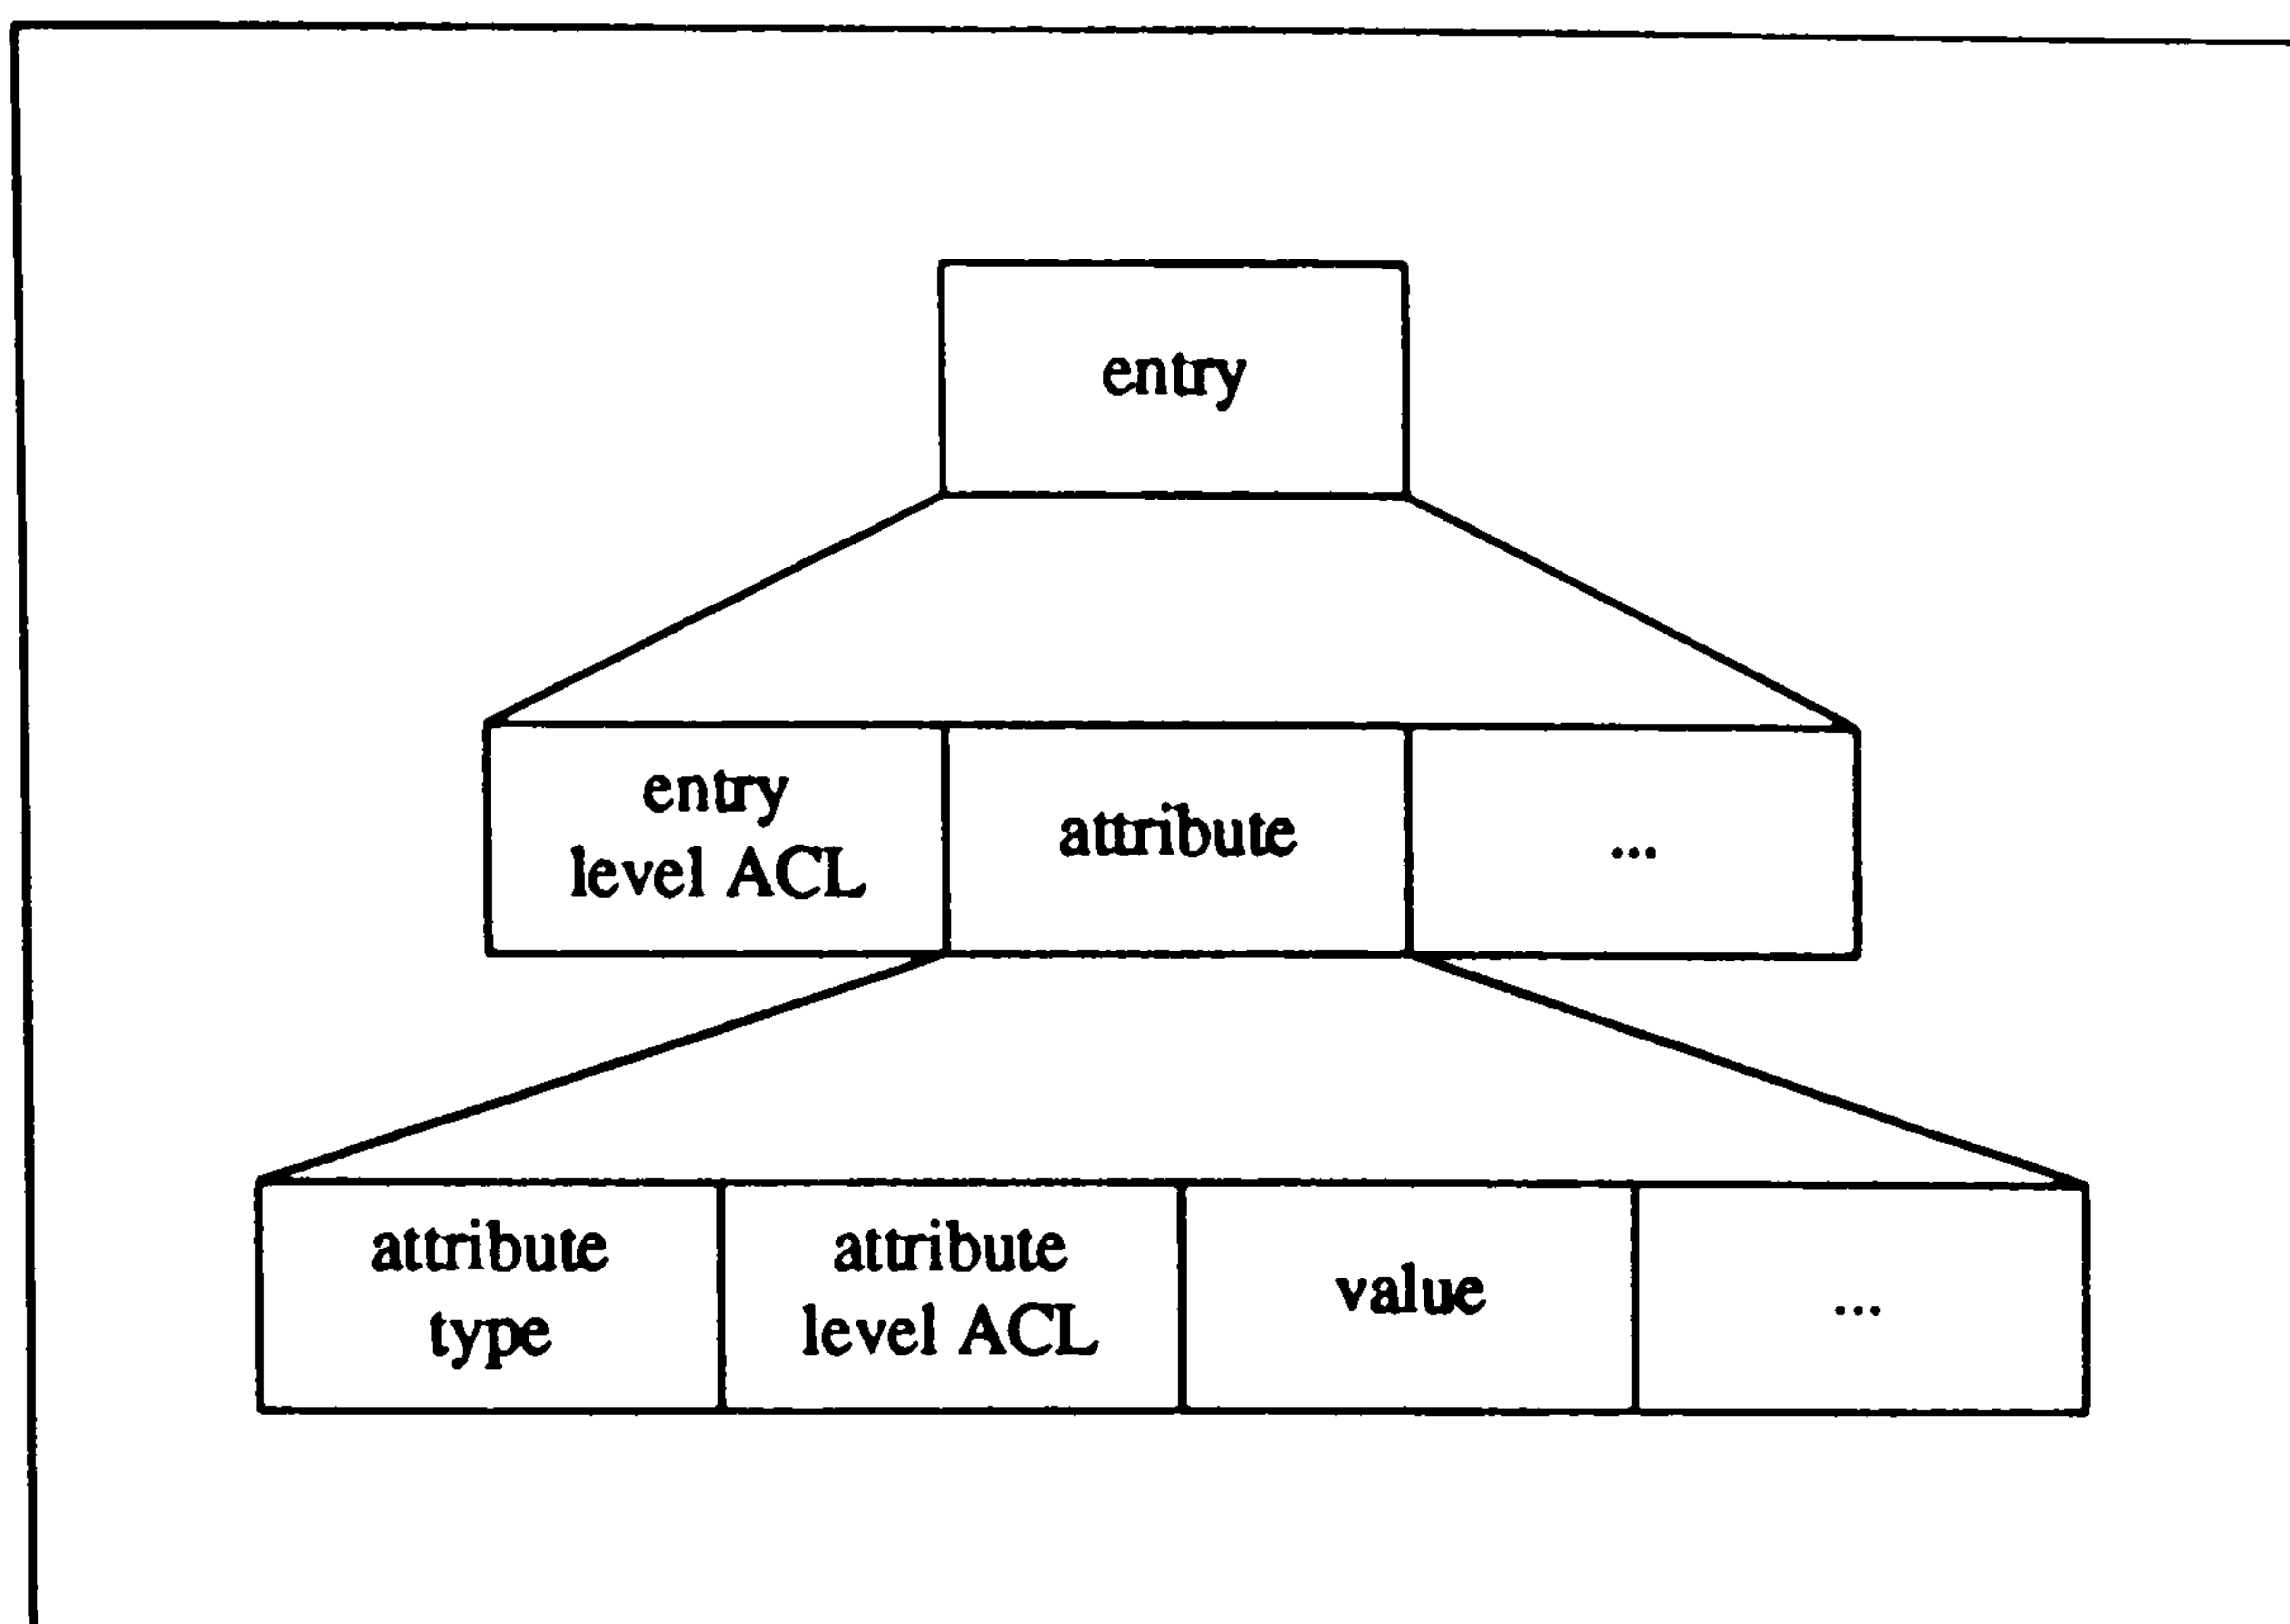 entry
entry
level ACL
attribute
...
attribute
type
attribute
level ACL
value
...